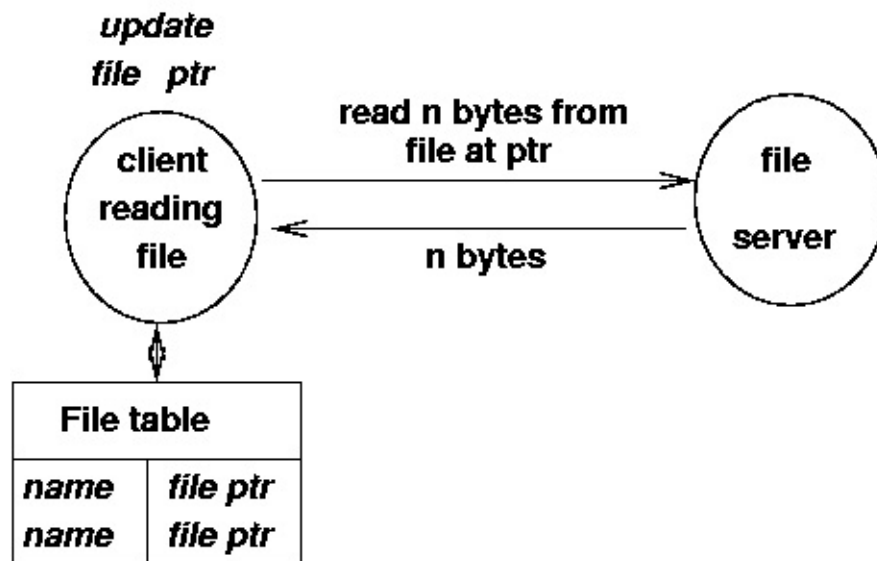 update
file ptr
client
reading
file
read n bytes from
file at ptr
n bytes
file
server
File table
name file ptr
name file ptr